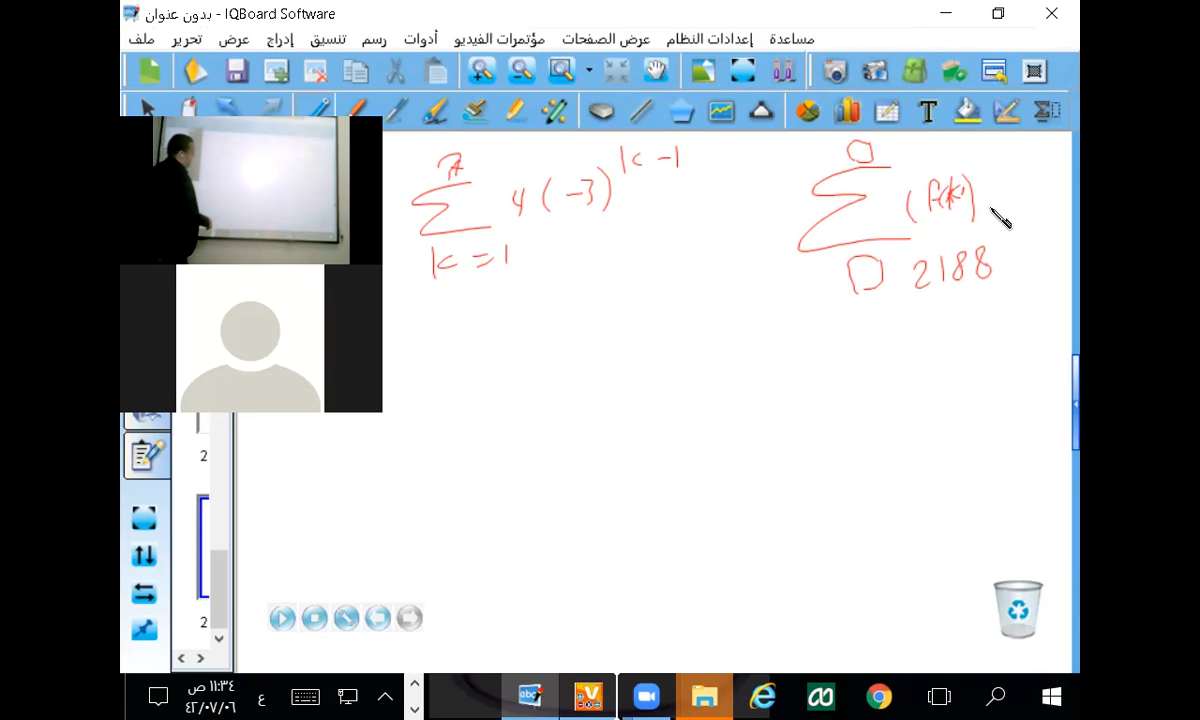 بدون عنوان - IQBoard Software
ملف تحرير عرض إدراج تنسيق رسم أدوات مؤتمرات الفيديو عرض الصفحات إعدادات النظام مساعدة
k-1
4 (-3)
k=1
(f(k)
2188
2
2
١١:٣٤ ص
٤٢/٠٧/٠٦
ع
abc